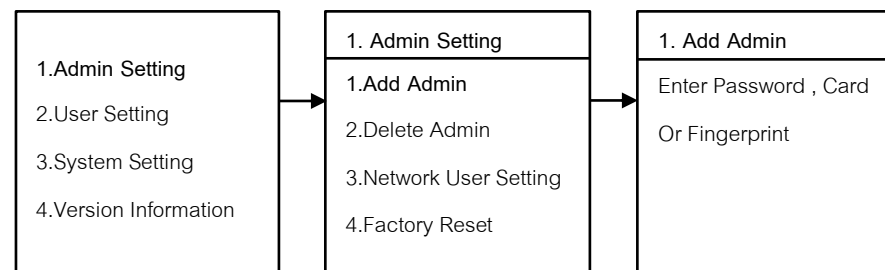 1.Admin Setting
2.User Setting
3.System Setting
4.Version Information
1. Admin Setting
1.Add Admin
2.Delete Admin
3.Network User Setting
4.Factory Reset
1. Add Admin
Enter Password , Card
Or Fingerprint